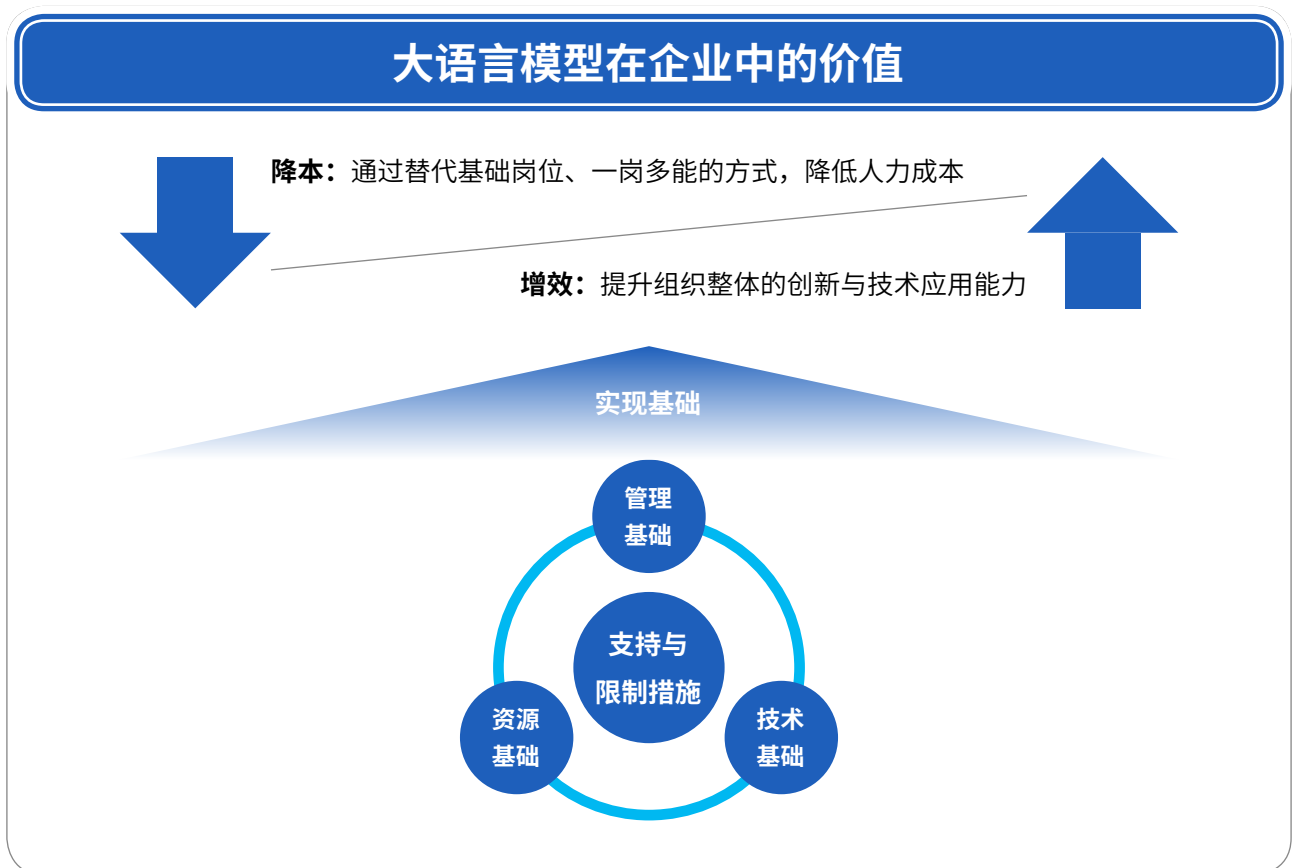 大语言模型在企业中的价值
降本：通过替代基础岗位、一岗多能的方式，降低人力成本
增效：提升组织整体的创新与技术应用能力
实现基础
管理
基础
支持与
限制措施
资源
基础
技术
基础